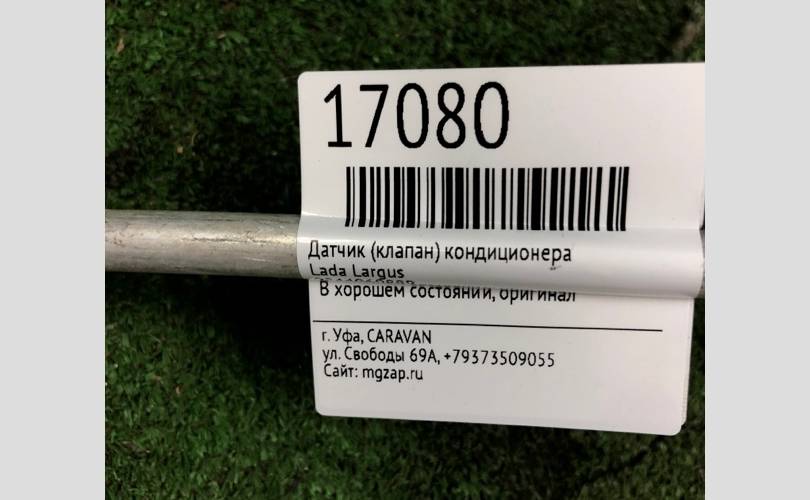 17080
Датчик (клапан) кондиционера
Lada Largus
В хорошем состоянии, оригинал
г. Уфа, CARAVAN
ул. Свободы 69А, +79373509055
Сайт: mgzap.ru